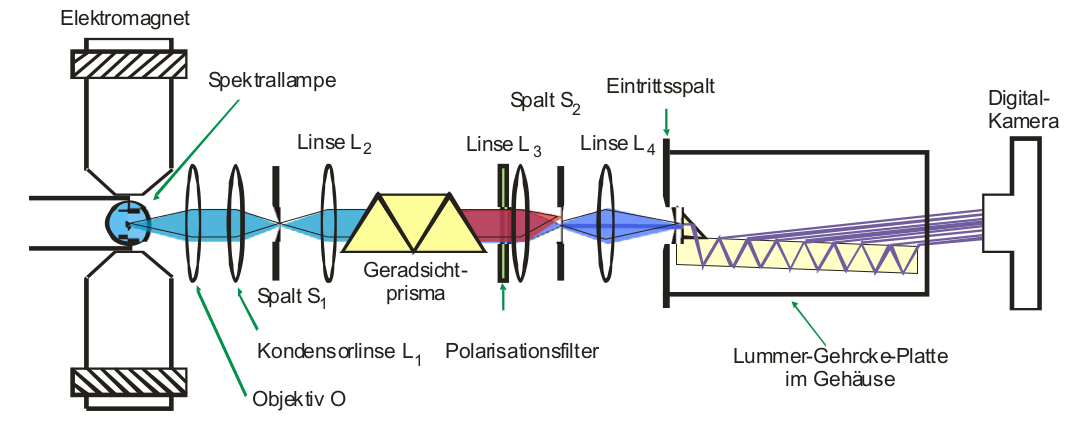 Elektromagnet
Spektrallampe
Linse L2
Linse L3
Spalt S2
Linse L4
Eintrittsspalt
Digital-
Kamera
Geradsicht-
prisma
Spalt S1
Kondensorlinse L1
Objektiv O
Polarisationsfilter
Lummer-Gehrcke-Platte
im Gehäuse